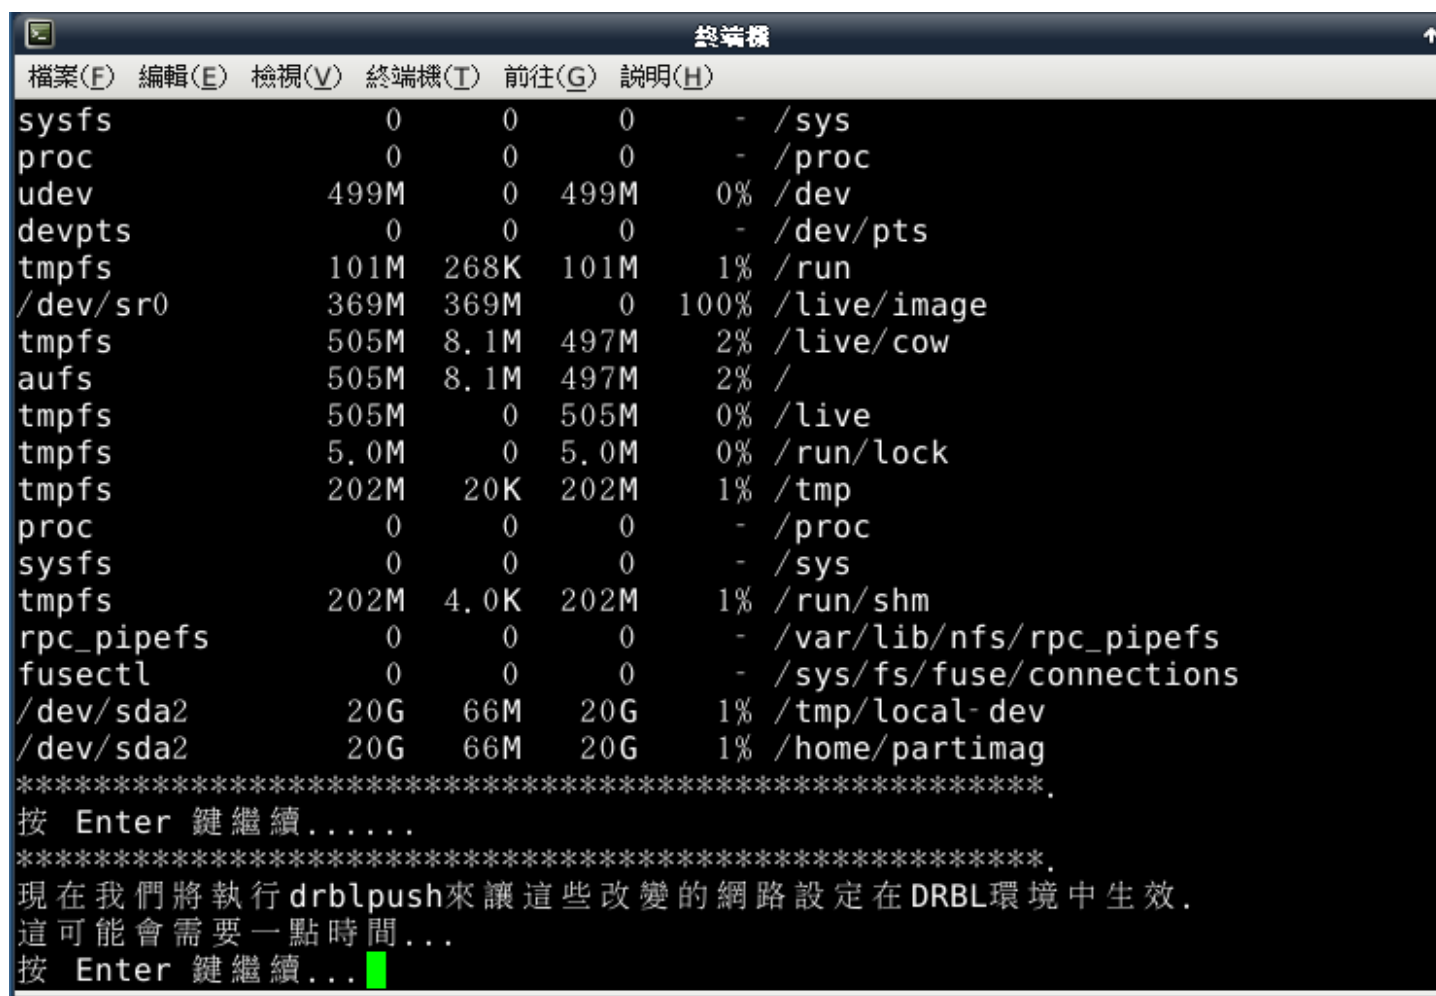 終端機
檔案(F) 編輯(E) 檢視(V) 終端機(T) 前往(G) 說明(H)
sysfs 0 0 0 - /sys
proc 0 0 0 - /proc
udev 499M 0 499M 0% /dev
devpts 0 0 0 - /dev/pts
tmpfs 101M 268K 101M 1% /run
/dev/sr0 369M 369M 0 100% /live/image
tmpfs 505M 8.1M 497M 2% /live/cow
aufs 505M 8.1M 497M 2% /
tmpfs 505M 0 505M 0% /live
tmpfs 5.0M 0 5.0M 0% /run/lock
tmpfs 202M 20K 202M 1% /tmp
proc 0 0 0 - /proc
sysfs 0 0 0 - /sys
tmpfs 202M 4.0K 202M 1% /run/shm
rpc_pipefs 0 0 0 - /var/lib/nfs/rpc_pipefs
fusectl 0 0 0 - /sys/fs/fuse/connections
/dev/sda2 20G 66M 20G 1% /tmp/local-dev
/dev/sda2 20G 66M 20G 1% /home/partimag
*****************************************************.
按 Enter 鍵繼續......
*****************************************************.
現在我們將執行drblpush來讓這些改變的網路設定在DRBL環境中生效.
這可能會需要一點時間...
按 Enter 鍵繼續...